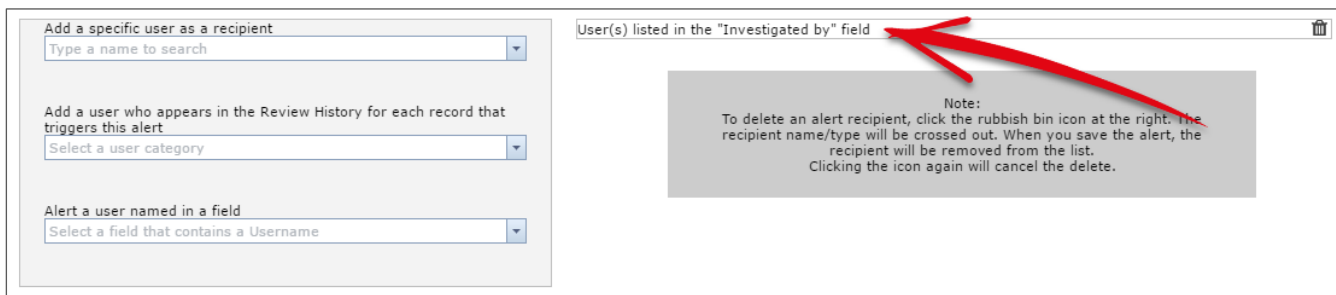 Add a specific user as a recipient
Type a name to search
Add a user who appears in the Review History for each record that
triggers this alert
Select a user category
Alert a user named in a field
Select a field that contains a Username
User(s) listed in the "Investigated by" field
Note:
To delete an alert recipient, click the rubbish bin icon at the right. The
recipient name/type will be crossed out. When you save the alert, the
recipient will be removed from the list.
Clicking the icon again will cancel the delete.